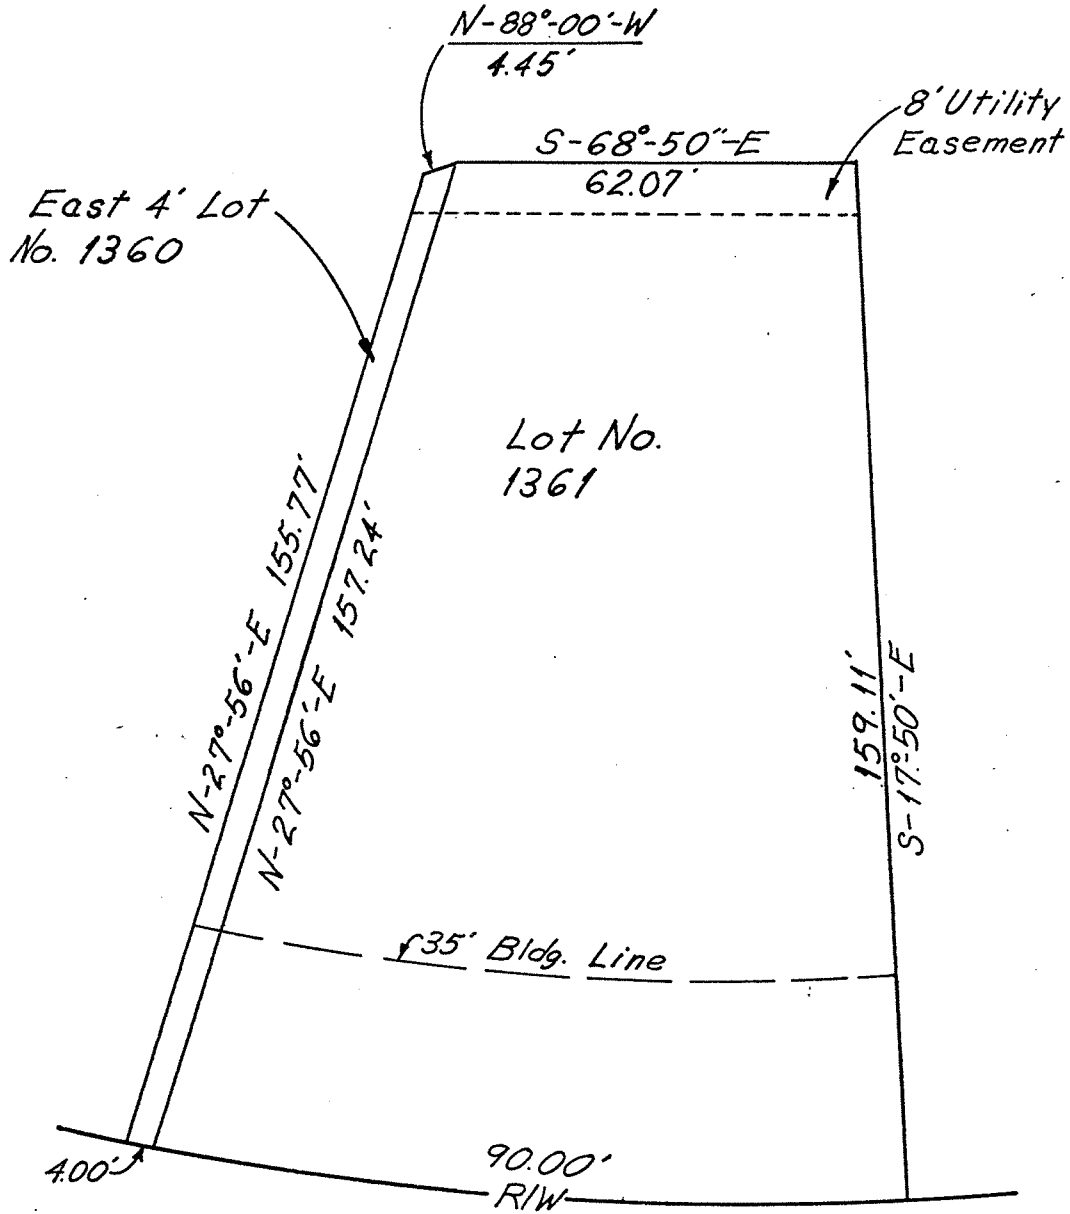 N-88°-00'-W
4.45'
8' Utility
Easement
S-68°-50"-E
62.07'
East 4' Lot
No. 1360
Lot No.
1361
N-27°-56'-E 155.77'
N-27°-56'-E 157.24'
159.11'
S-17°-50'-E
35' Bldg. Line
4.00'
90.00'
R/W